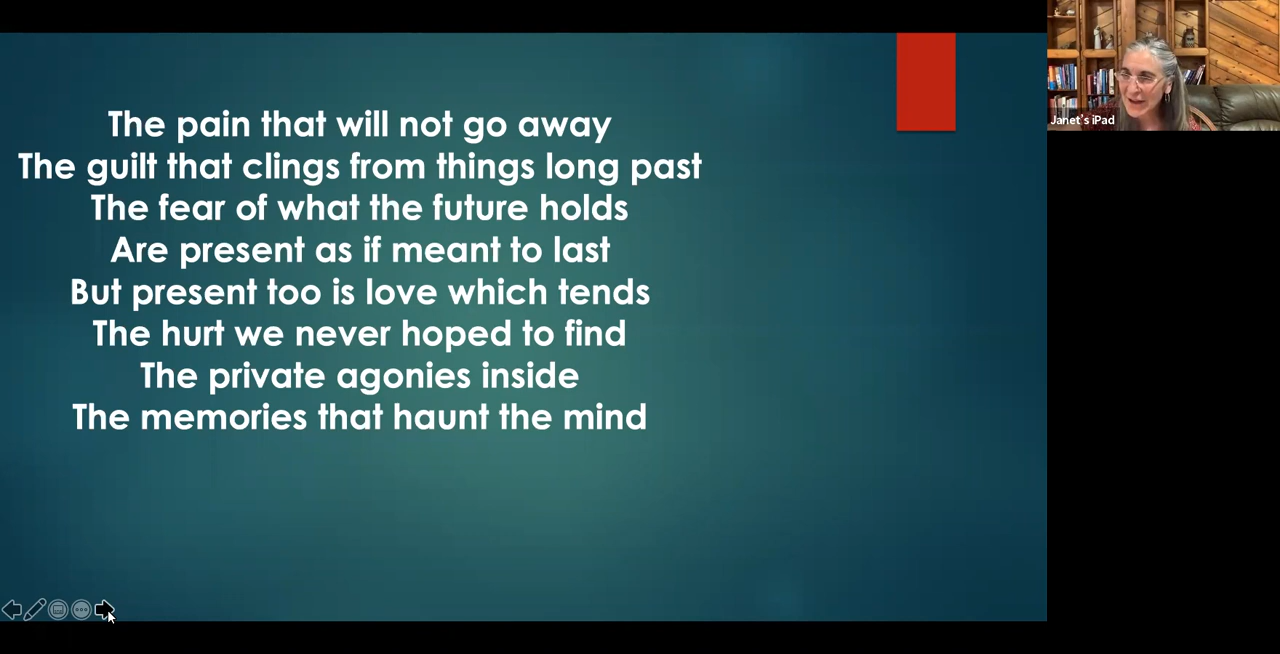 The pain that will not go away
The guilt that clings from things long past
The fear of what the future holds
Are present as if meant to last
But present too is love which tends
The hurt we never hoped to find
The private agonies inside
The memories that haunt the mind
Janet's iPad